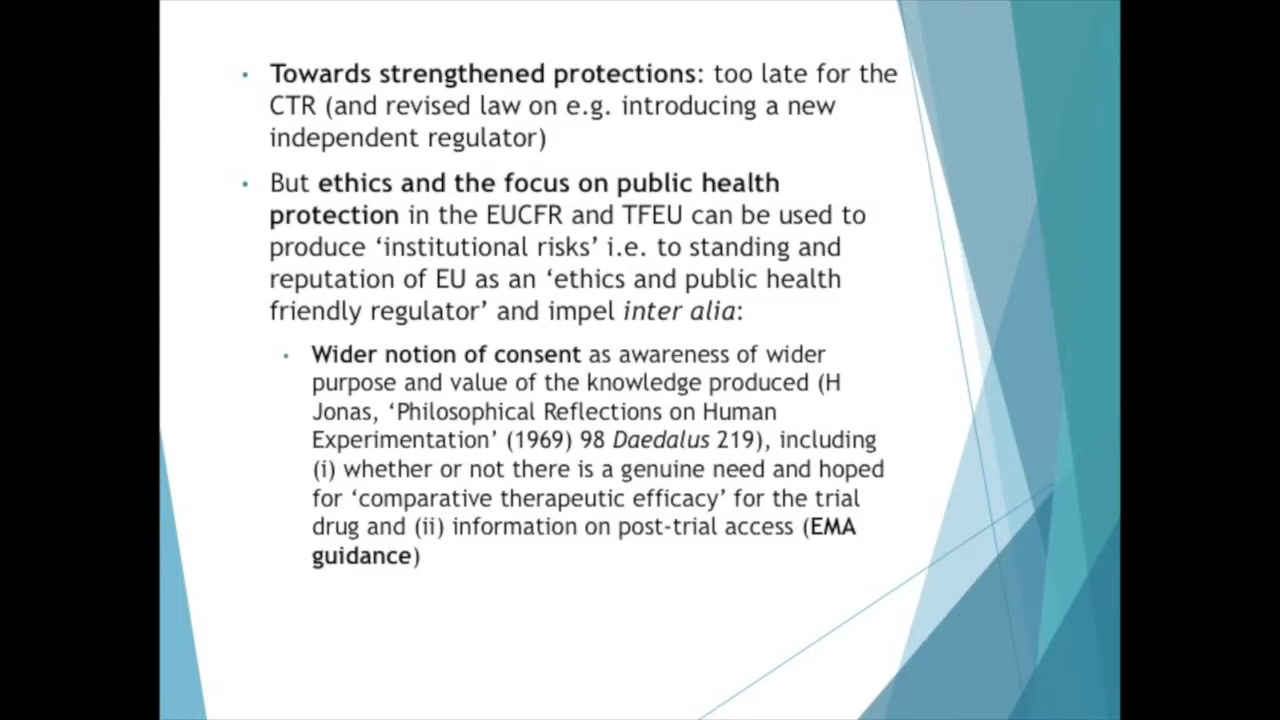 • Towards strengthened protections: too late for the
CTR (and revised law on e.g. introducing a new
independent regulator)
• But ethics and the focus on public health
protection in the EUCFR and TFEU can be used to
produce ‘institutional risks’ i.e. to standing and
reputation of EU as an ‘ethics and public health
friendly regulator’ and impel inter alia:
• Wider notion of consent as awareness of wider
purpose and value of the knowledge produced (H
Jonas, ‘Philosophical Reflections on Human
Experimentation’ (1969) 98 Daedalus 219), including
(i) whether or not there is a genuine need and hoped
for ‘comparative therapeutic efficacy’ for the trial
drug and (ii) information on post-trial access (EMA
guidance)